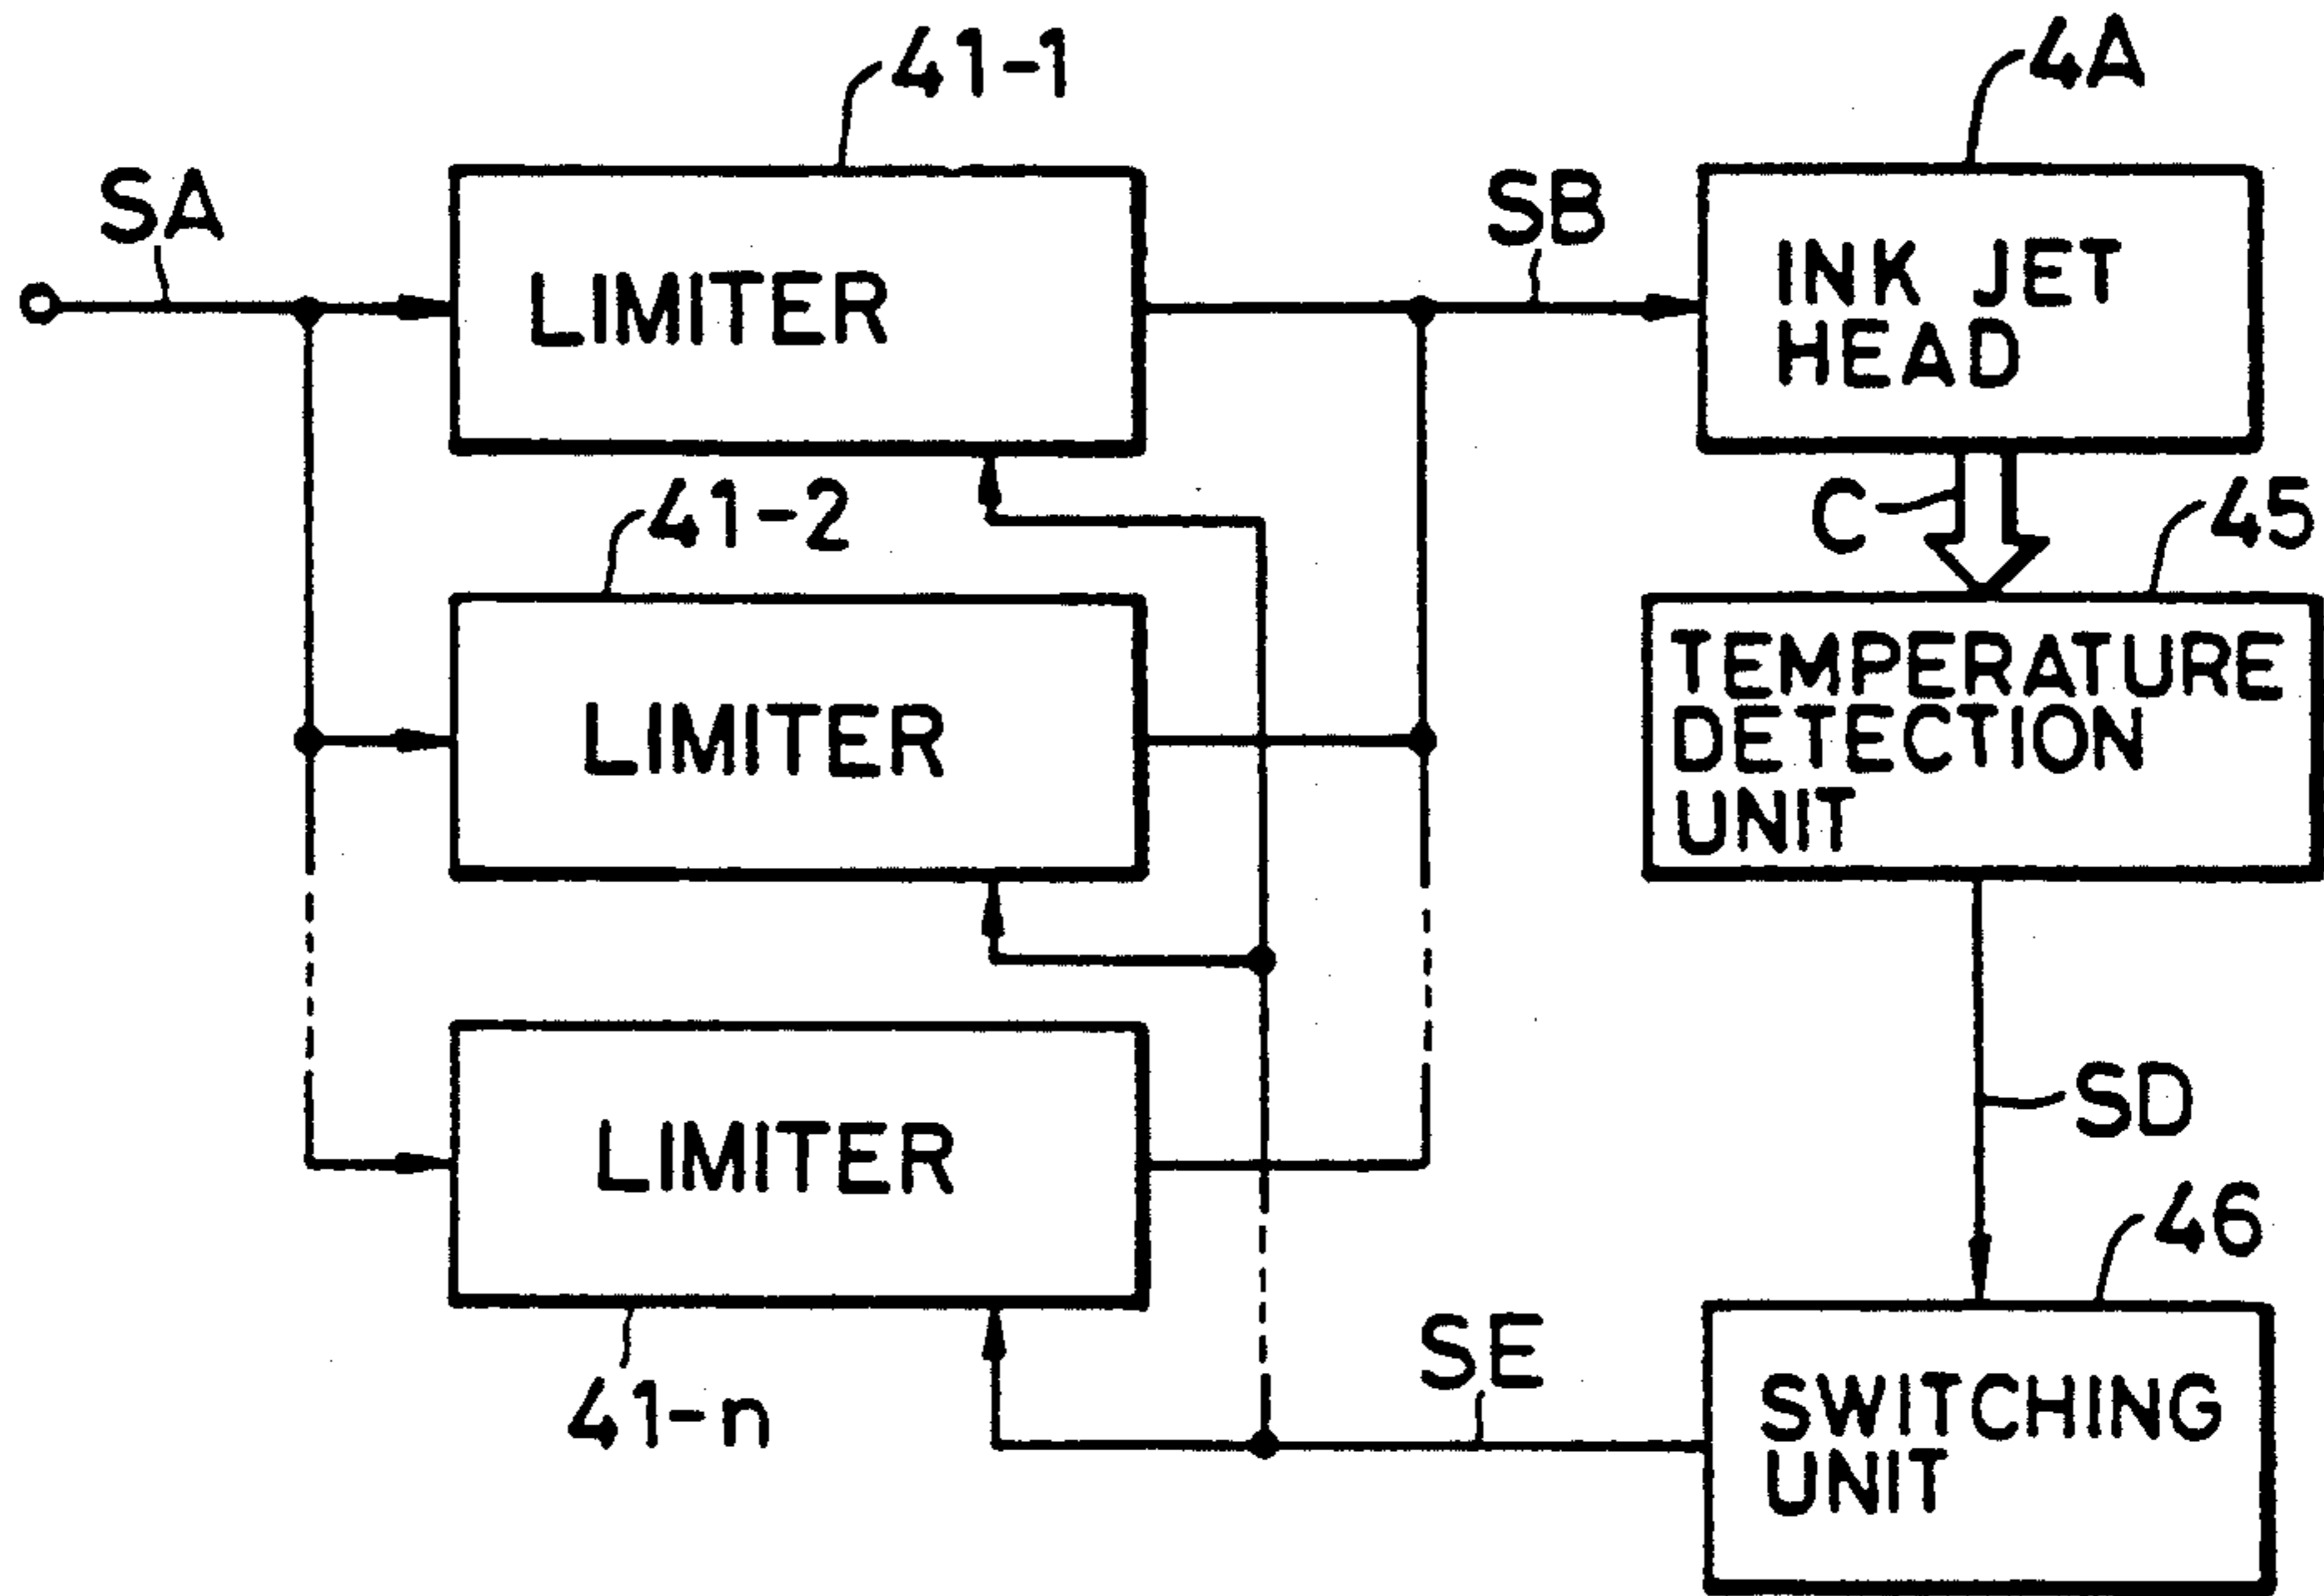 41-1
4A
SA
SB
LIMITER
INK JET
HEAD
41-2
C
45
LIMITER
TEMPERATURE
DETECTION
UNIT
SD
LIMITER
46
41-n
SE
SWITCHING
UNIT